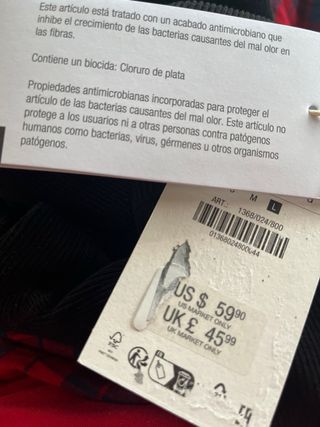 Este artículo está tratado con un acabado antimicrobiano que
inhibe el crecimiento de las bacterias causantes del mal olor en
las fibras.
Contiene un biocida: Cloruro de plata
Propiedades antimicrobianas incorporadas para proteger el
artículo de las bacterias causantes del mal olor. Este artículo no
protege a los usuarios ni a otras personas contra patógenos
humanos como bacterias, virus, gérmenes u otros organismos
patógenos.
S M L
ART.: 1368/024/800
01368024800044
US $ 5990
US MARKET ONLY
UK £ 45.99
UK MARKET ONLY